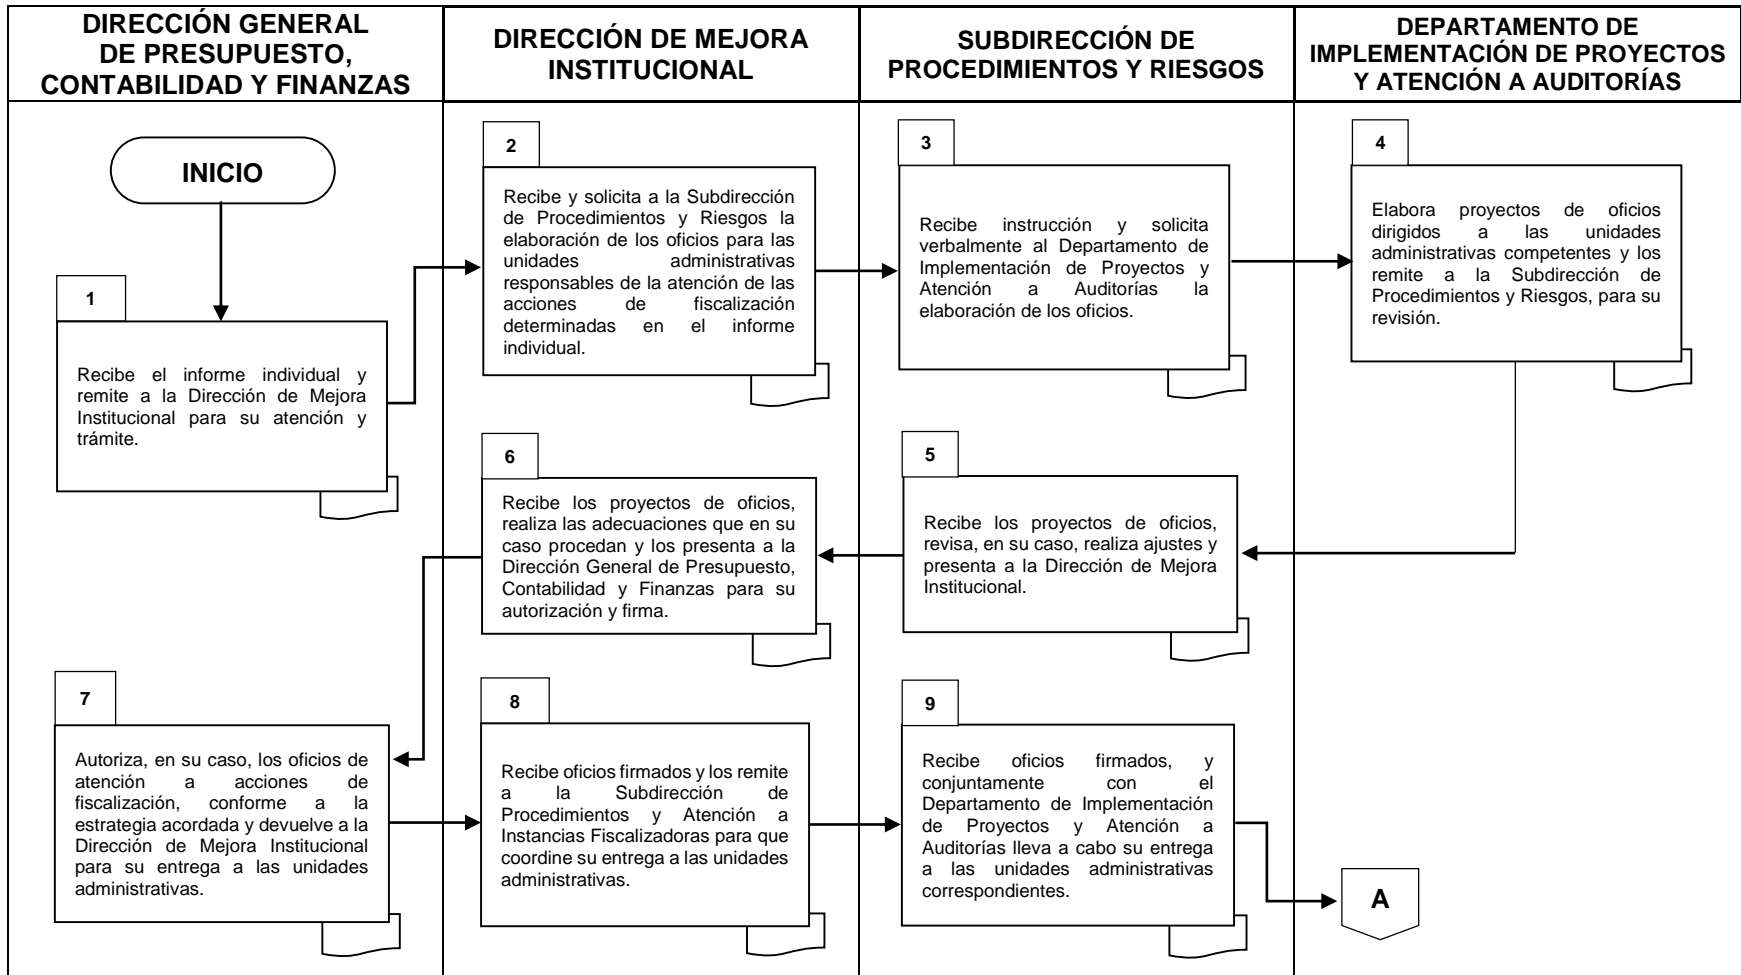 DIRECCIÓN GENERAL
DE PRESUPUESTO,
CONTABILIDAD Y FINANZAS
DIRECCIÓN DE MEJORA
INSTITUCIONAL
SUBDIRECCIÓN DE
PROCEDIMIENTOS Y RIESGOS
DEPARTAMENTO DE
IMPLEMENTACIÓN DE PROYECTOS
Y ATENCIÓN A AUDITORÍAS
INICIO
1
Recibe el informe individual y
remite a la Dirección de Mejora
Institucional para su atención y
trámite.
2
Recibe y solicita a la Subdirección
de Procedimientos y Riesgos la
elaboración de los oficios para las
unidades administrativas
responsables de la atención de las
acciones de fiscalización
determinadas en el informe
individual.
3
Recibe instrucción y solicita
verbalmente al Departamento de
Implementación de Proyectos y
Atención a Auditorías la
elaboración de los oficios.
4
Elabora proyectos de oficios
dirigidos a las unidades
administrativas competentes y los
remite a la Subdirección de
Procedimientos y Riesgos, para su
revisión.
5
Recibe los proyectos de oficios,
revisa, en su caso, realiza ajustes y
presenta a la Dirección de Mejora
Institucional.
6
Recibe los proyectos de oficios,
realiza las adecuaciones que en su
caso procedan y los presenta a la
Dirección General de Presupuesto,
Contabilidad y Finanzas para su
autorización y firma.
7
Autoriza, en su caso, los oficios de
atención a acciones de
fiscalización, conforme a la
estrategia acordada y devuelve a la
Dirección de Mejora Institucional
para su entrega a las unidades
administrativas.
8
Recibe oficios firmados y los remite
a la Subdirección de
Procedimientos y Atención a
Instancias Fiscalizadoras para que
coordine su entrega a las unidades
administrativas.
9
Recibe oficios firmados, y
conjuntamente con el
Departamento de Implementación
de Proyectos y Atención a
Auditorías lleva a cabo su entrega
a las unidades administrativas
correspondientes.
A